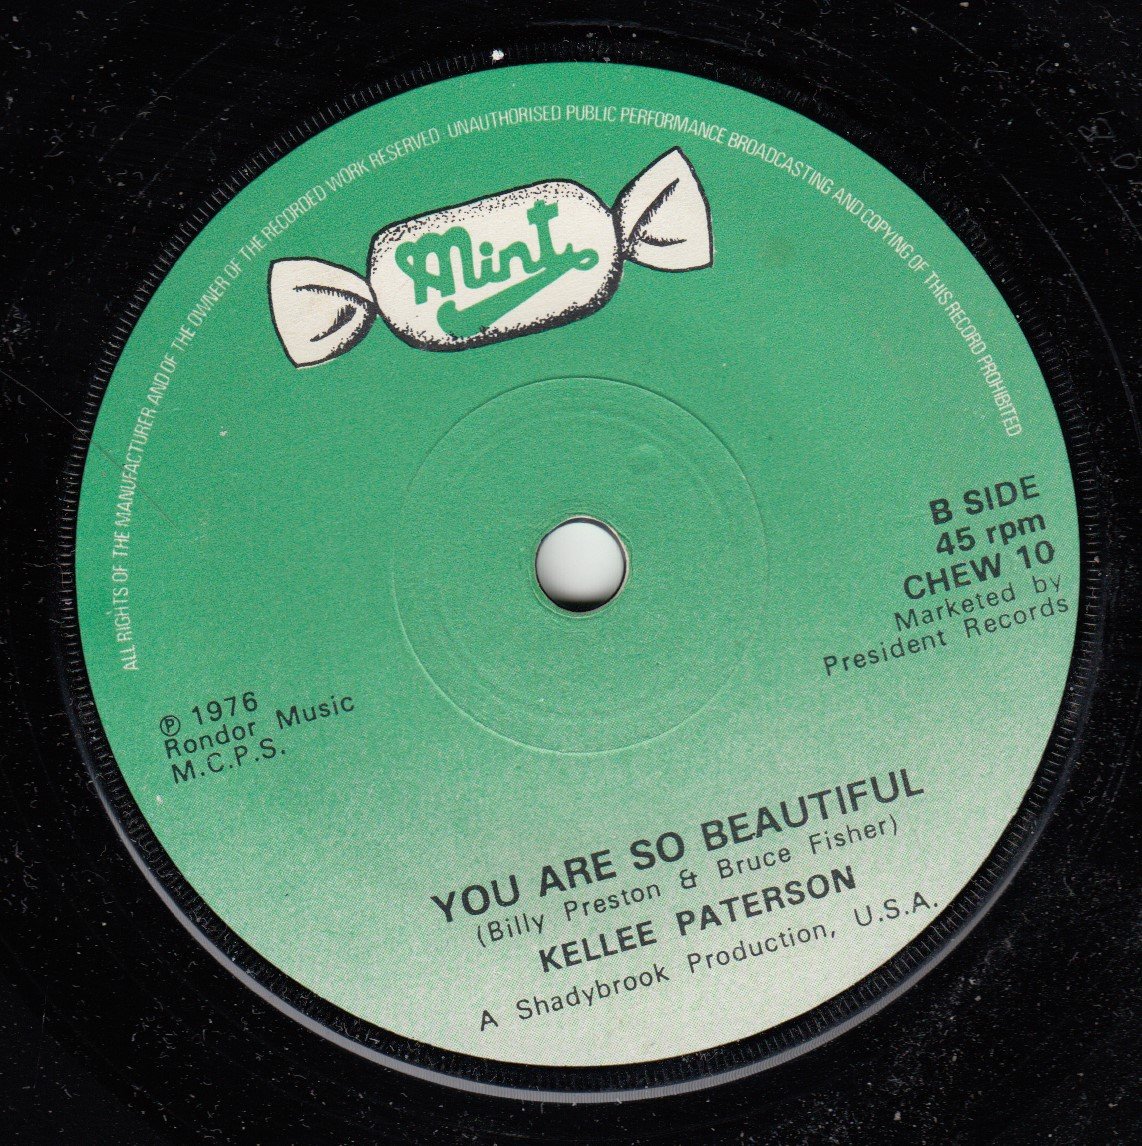 ALL RIGHTS OF THE MANUFACTURER AND OF THE OWNER OF THE RECORDED WORK RESERVED UNAUTHORISED PUBLIC PERFORMANCE BROADCASTING AND COPYING OF THIS RECORD PROHIBITED
Mint
B SIDE
45 rpm
CHEW 10
Marketed by
President Records
℗ 1976
Rondor Music
M.C.P.S.
YOU ARE SO BEAUTIFUL
(Billy Preston & Bruce Fisher)
KELLEE PATERSON
A Shadybrook Production, U.S.A.